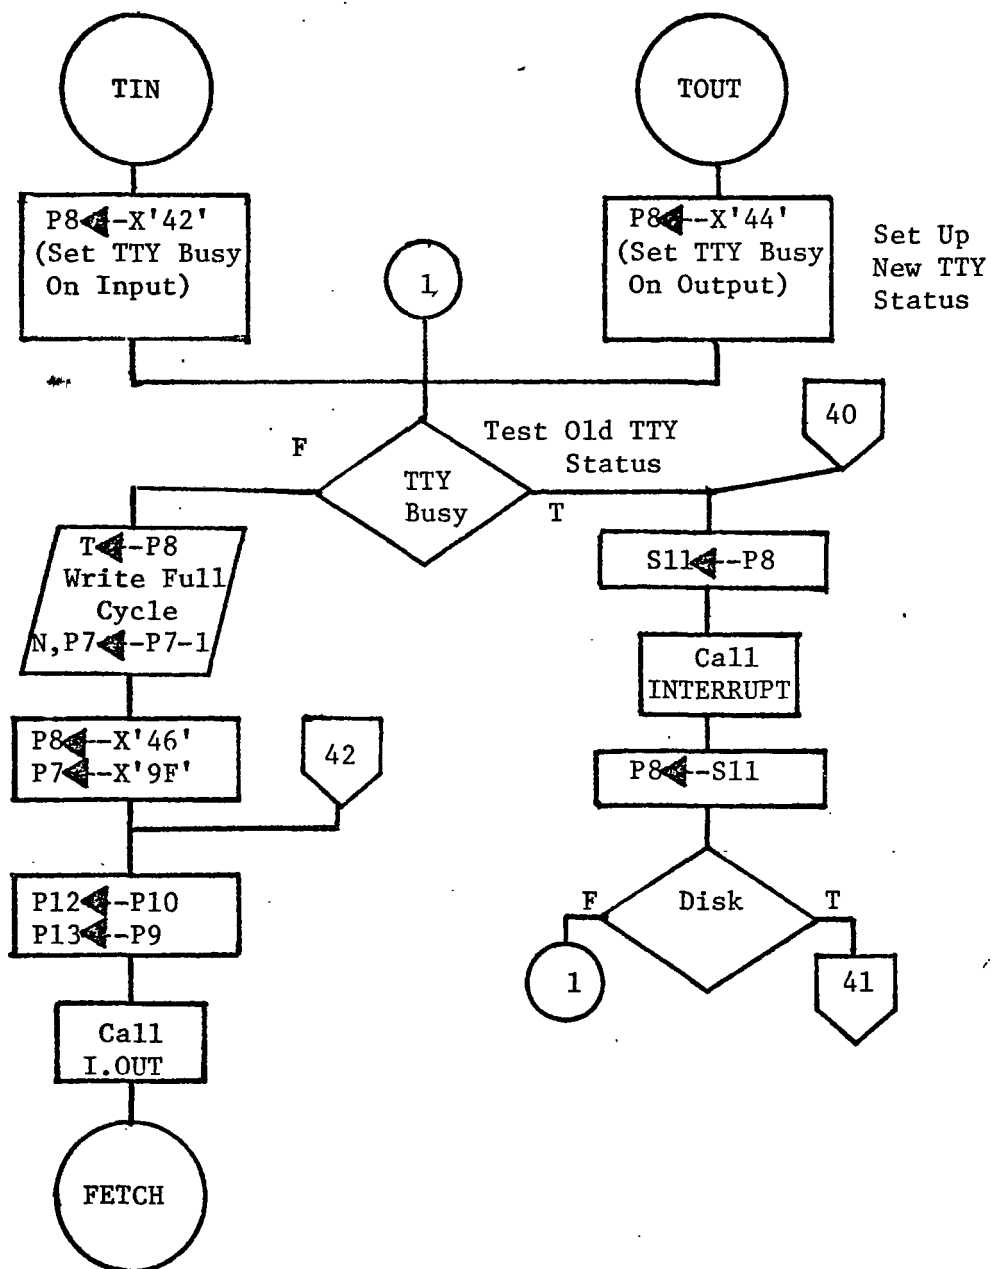 TIN
TOUT
P8◀--X'42'
(Set TTY Busy
On Input)
1
P8◀--X'44'
(Set TTY Busy
On Output)
Set Up
New TTY
Status
F
Test Old TTY
Status
40
TTY
Busy
T
T◀--P8
Write Full
Cycle
N,P7◀--P7-1
S11◀--P8
Call
INTERRUPT
P8◀--X'46'
P7◀--X'9F'
42
P8◀--S11
P12◀--P10
P13◀--P9
F
Disk
T
1
41
Call
I.OUT
FETCH